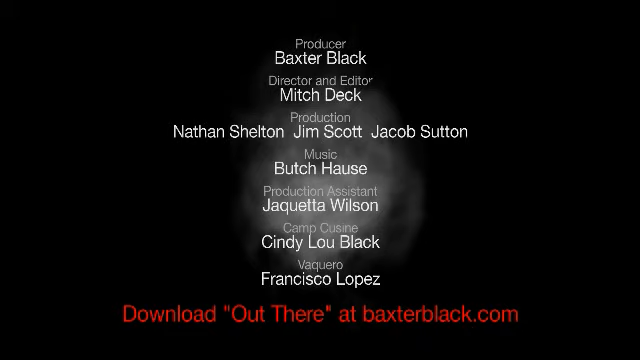 Producer
Baxter Black
Director and Editor
Mitch Deck
Production
Nathan Shelton Jim Scott Jacob Sutton
Music
Butch Hause
Production Assistant
Jaquetta Wilson
Camp Cusine
Cindy Lou Black
Vaquero
Francisco Lopez
Download "Out There" at baxterblack.com